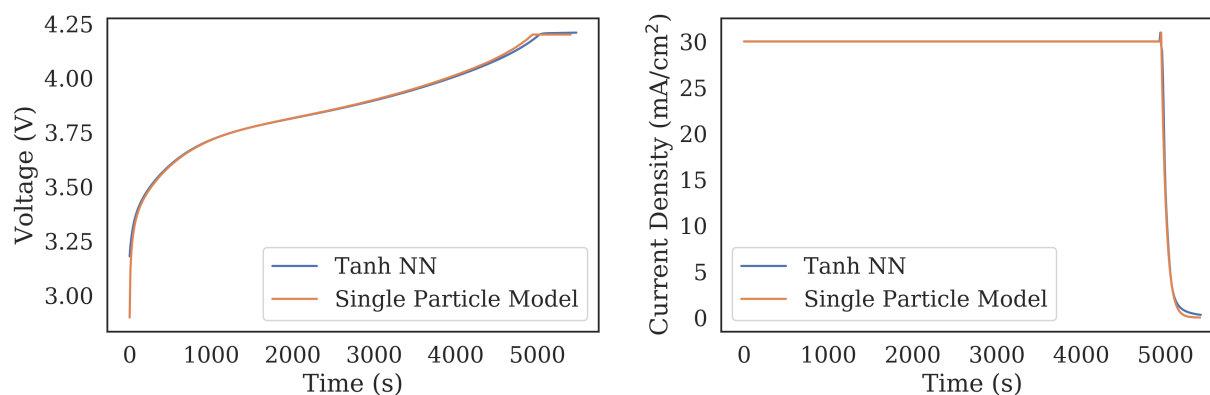 4.25
4.00
3.75
3.50
3.25
3.00
Voltage (V)
0 1000 2000 3000 4000 5000
Time (s)
Tanh NN
Single Particle Model
30
25
20
15
10
5
0
Current Density (mA/cm²)
0 1000 2000 3000 4000 5000
Time (s)
Tanh NN
Single Particle Model